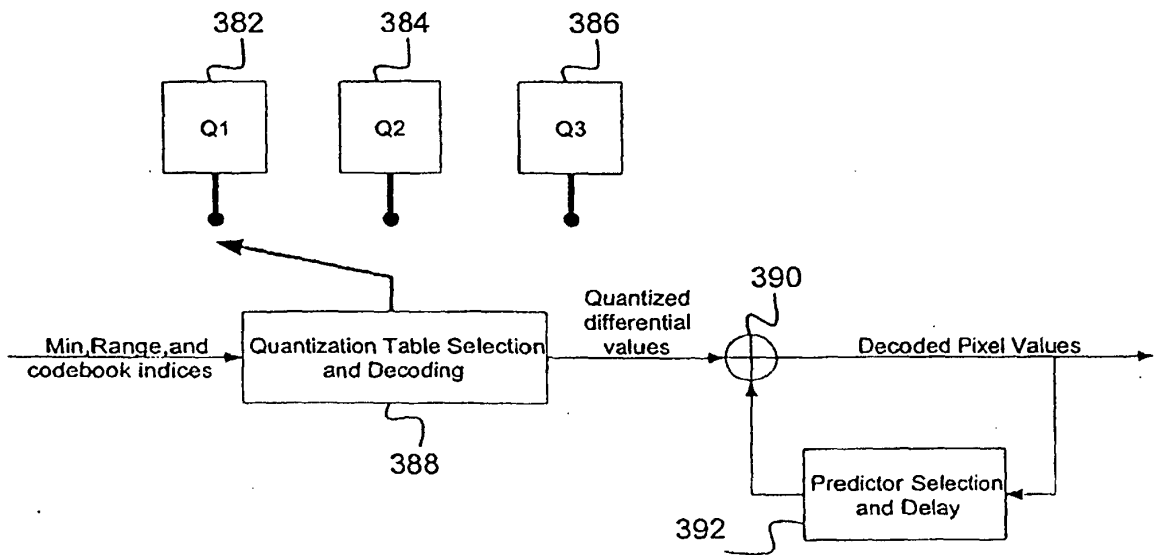 382
384
386
Q1
Q2
Q3
390
Quantized
differential
values
Min,Range,and
codebook indices
Quantization Table Selection
and Decoding
Decoded Pixel Values
388
Predictor Selection
and Delay
392